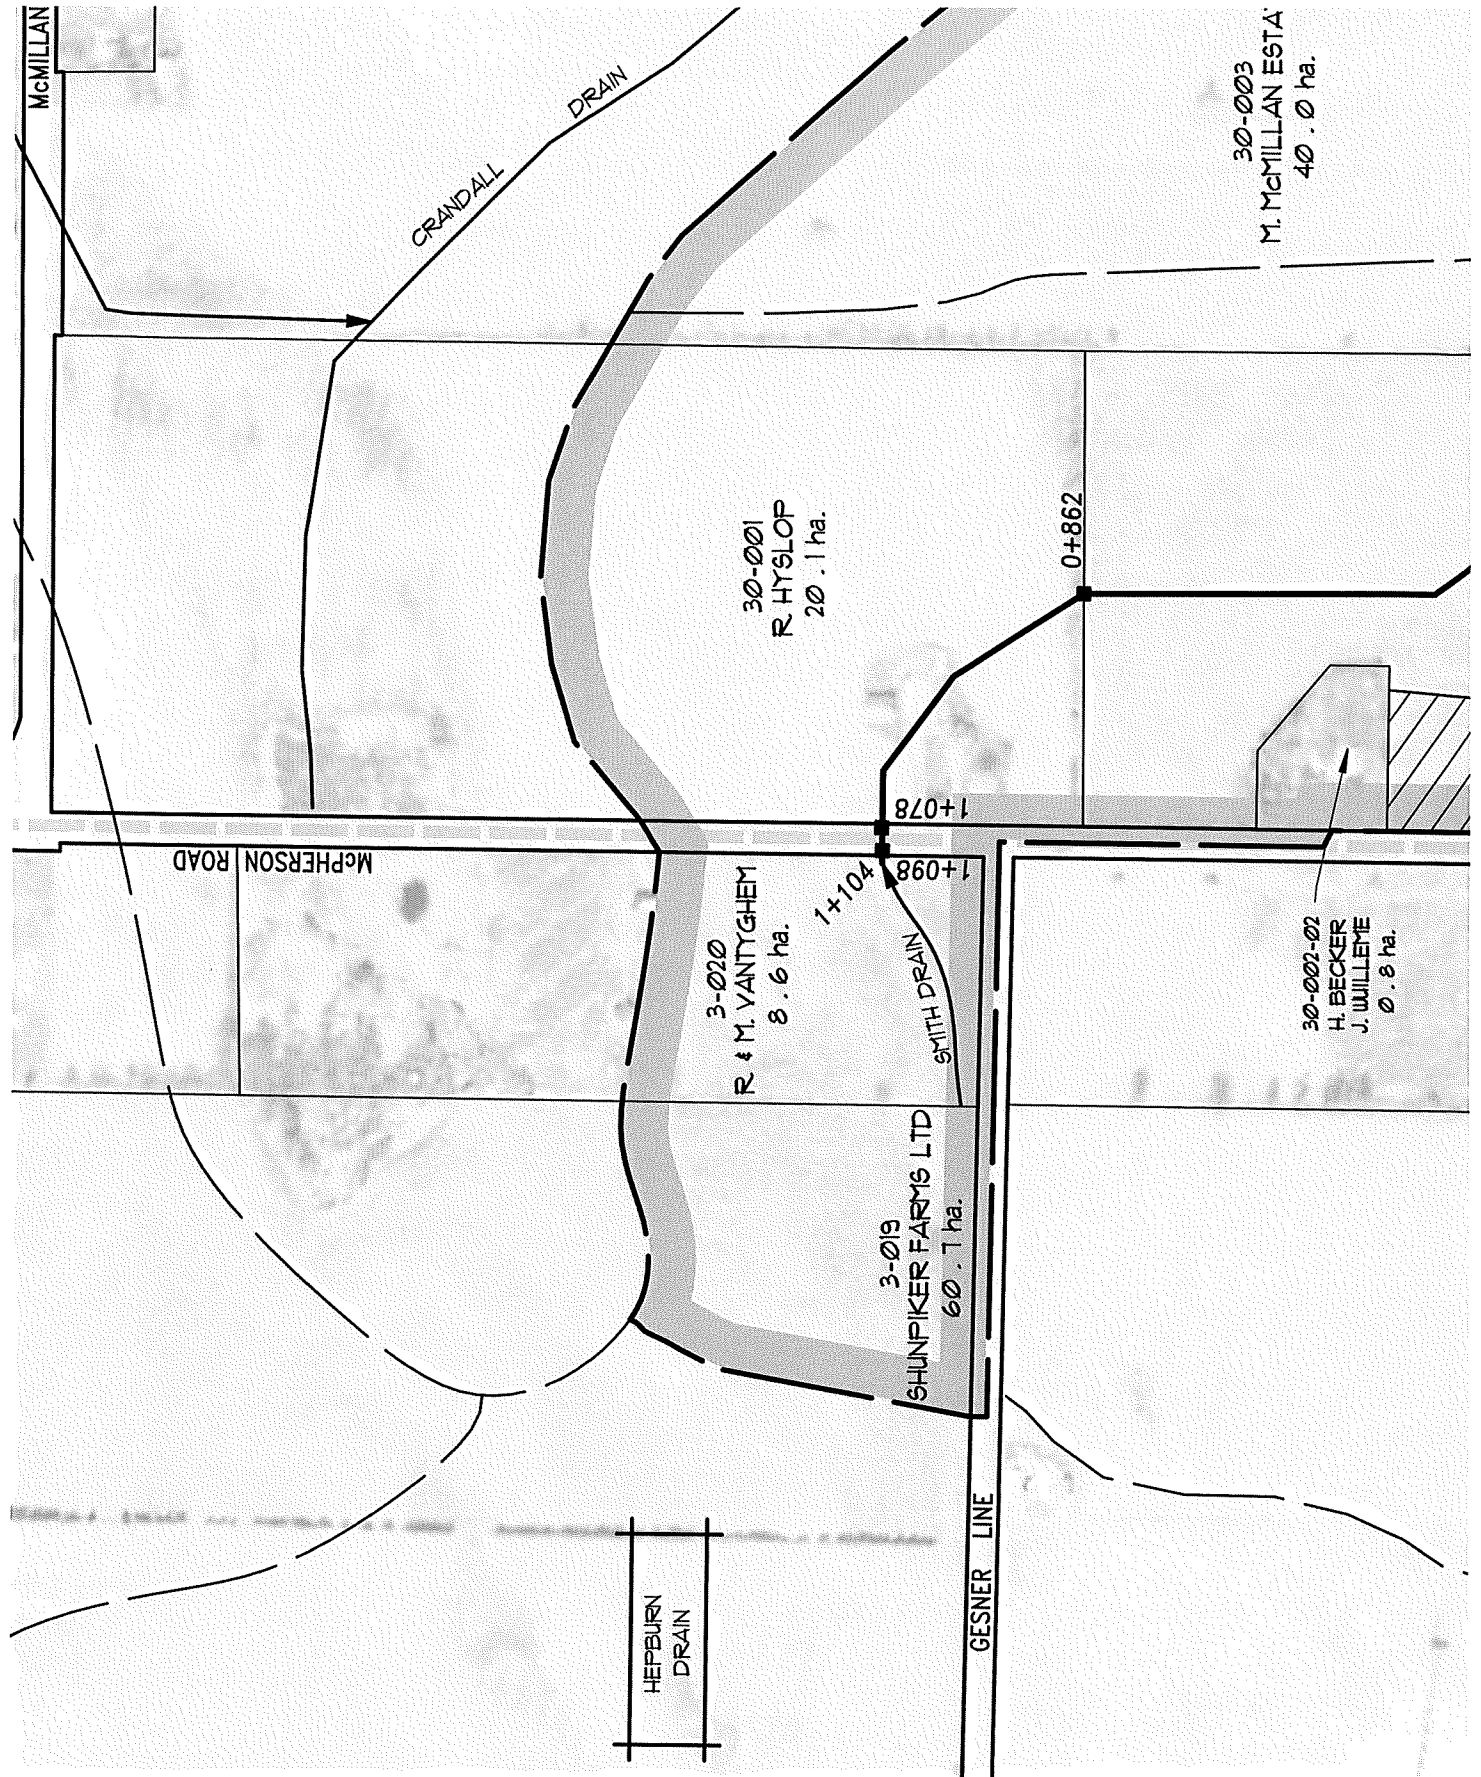 McMILLAN
CRANDALL DRAIN
30-003
M. McMILLAN ESTA
40.0 ha.
30-001
R. HYSLOP
20.1 ha.
0+862
1+078
1+098
1+104
McPHERSON ROAD
3-020
R & M. VANTYGHEM
8.6 ha.
SMITH DRAIN
30-002-02
H. BECKER
J. WILLEME
0.8 ha.
3-019
SHUNPIKER FARMS LTD
60.7 ha.
HEPBURN
DRAIN
GESNER LINE